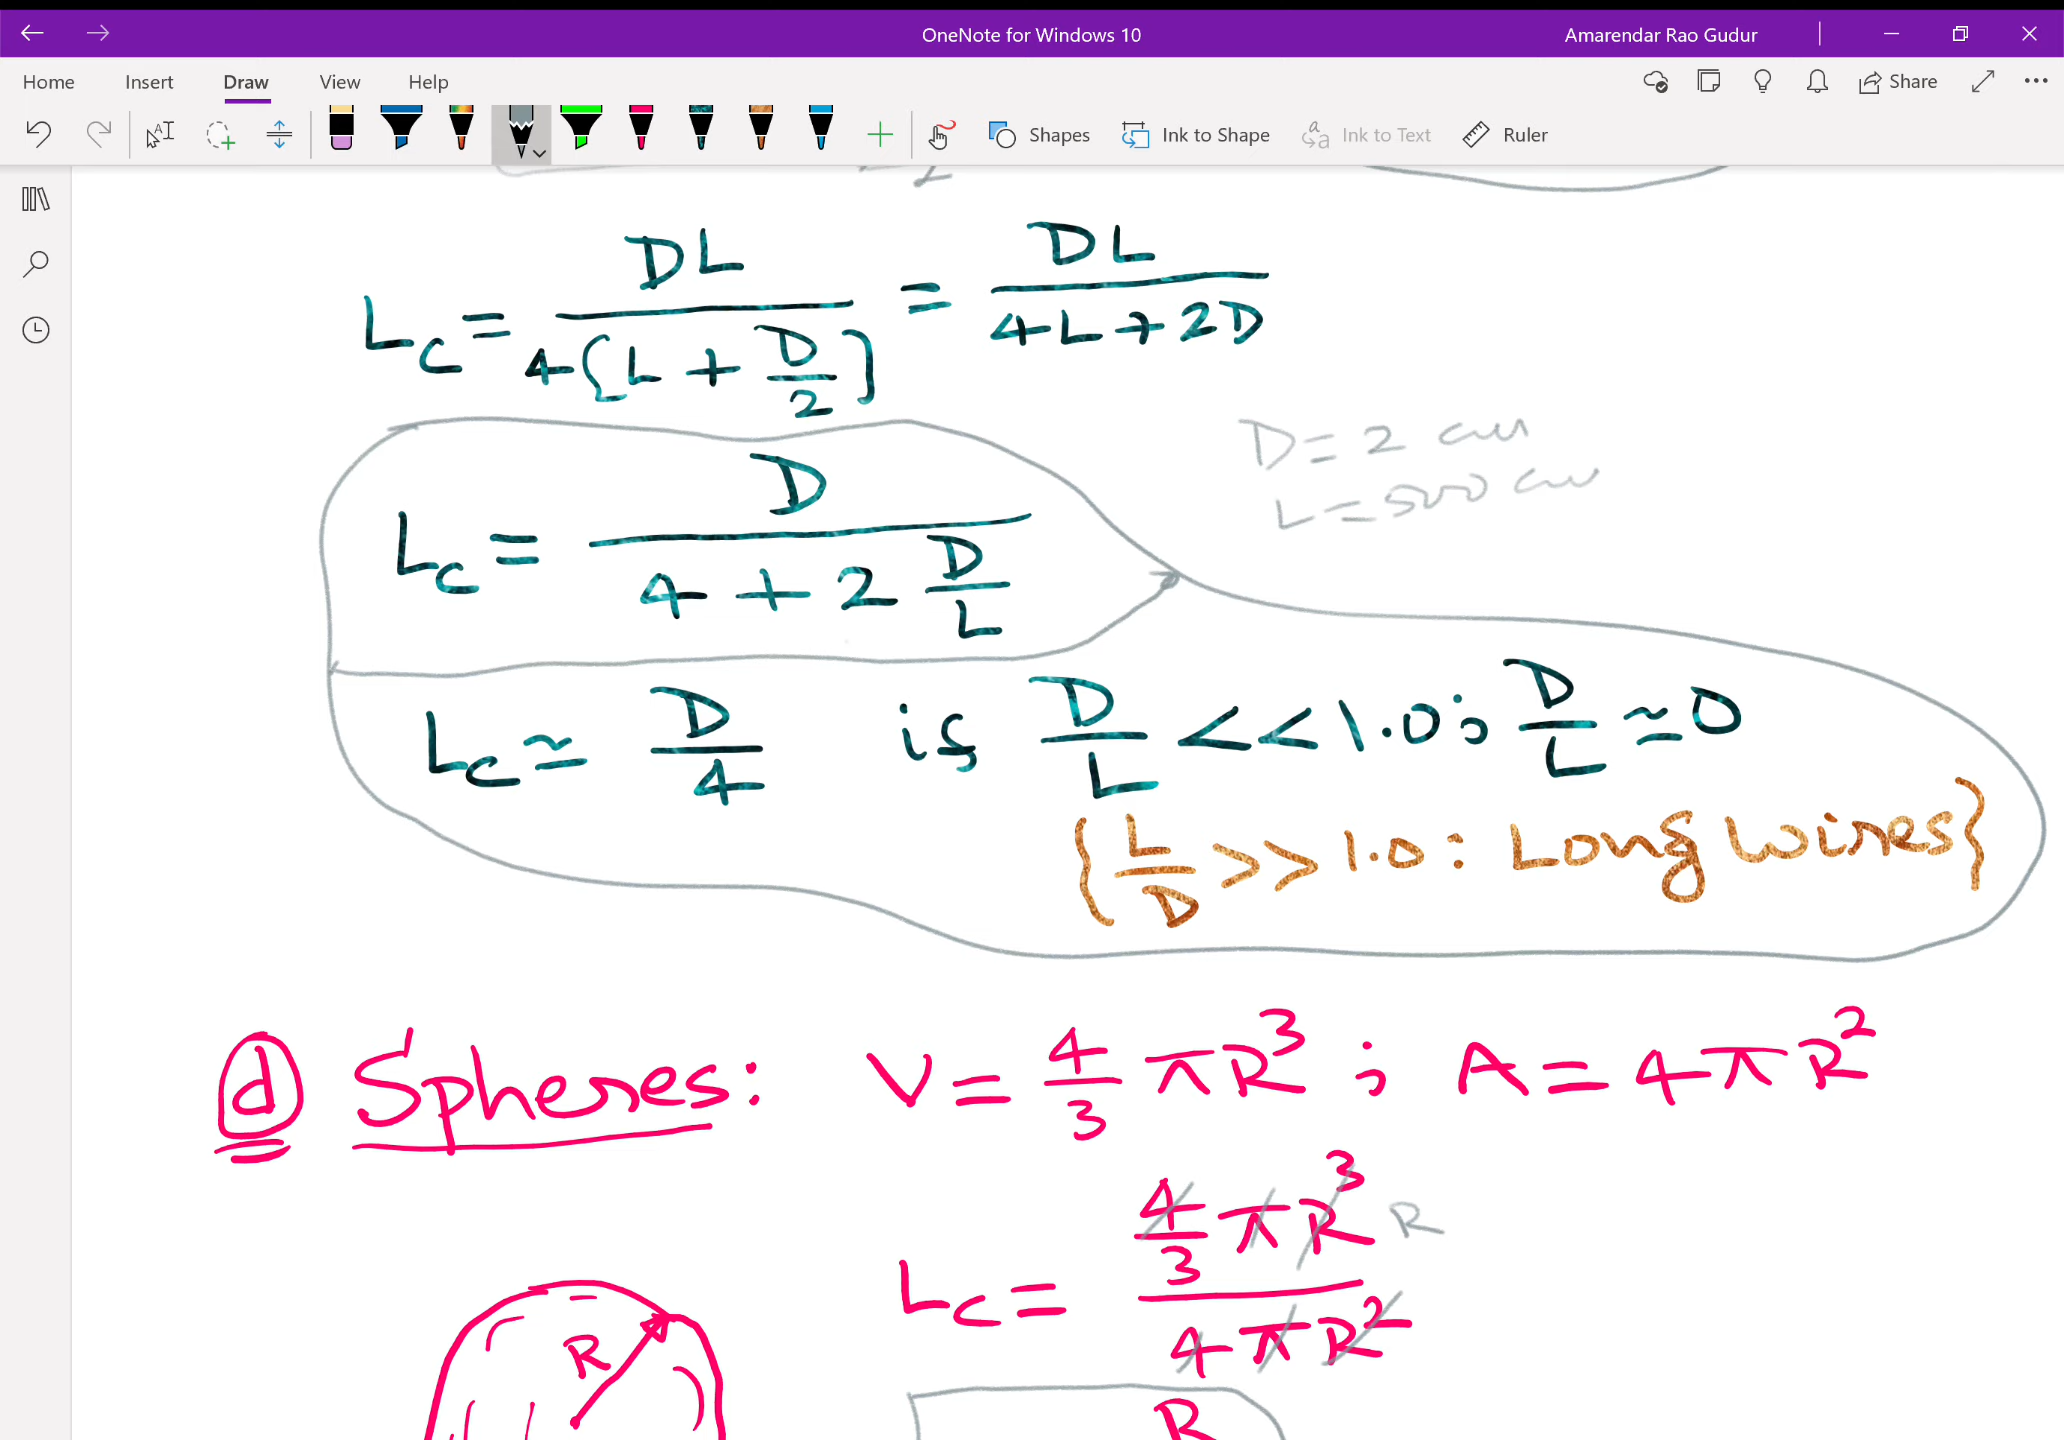 OneNote for Windows 10
Amarendar Rao Gudur
Home Insert Draw View Help
Share
Shapes Ink to Shape Ink to Text Ruler
Lc = DL / 4{L + D/2} = DL / 4L+2D
D = 2 cm
L = 500 cm
Lc = D / 4 + 2 D/L
Lc ≃ D/4 if D/L << 1.0; D/L ≃ 0
{L/D >> 1.0 : Long wires}
d Spheres: V = 4/3 πR³ ; A = 4πR²
Lc = 4/3 πR³ / 4πR²
R
R
R